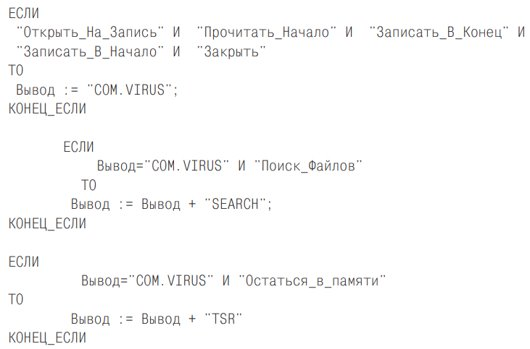 ЕСЛИ
"Открыть_На_Запись" И "Прочитать_Начало" И "Записать_В_Конец" И
"Записать_В_Начало" И "Закрыть"
ТО
Вывод := "COM.VIRUS";
КОНЕЦ_ЕСЛИ
ЕСЛИ
Вывод="COM.VIRUS" И "Поиск_Файлов"
ТО
Вывод := Вывод + "SEARCH";
КОНЕЦ_ЕСЛИ
ЕСЛИ
Вывод="COM.VIRUS" И "Остаться_в_памяти"
ТО
Вывод := Вывод + "TSR"
КОНЕЦ_ЕСЛИ